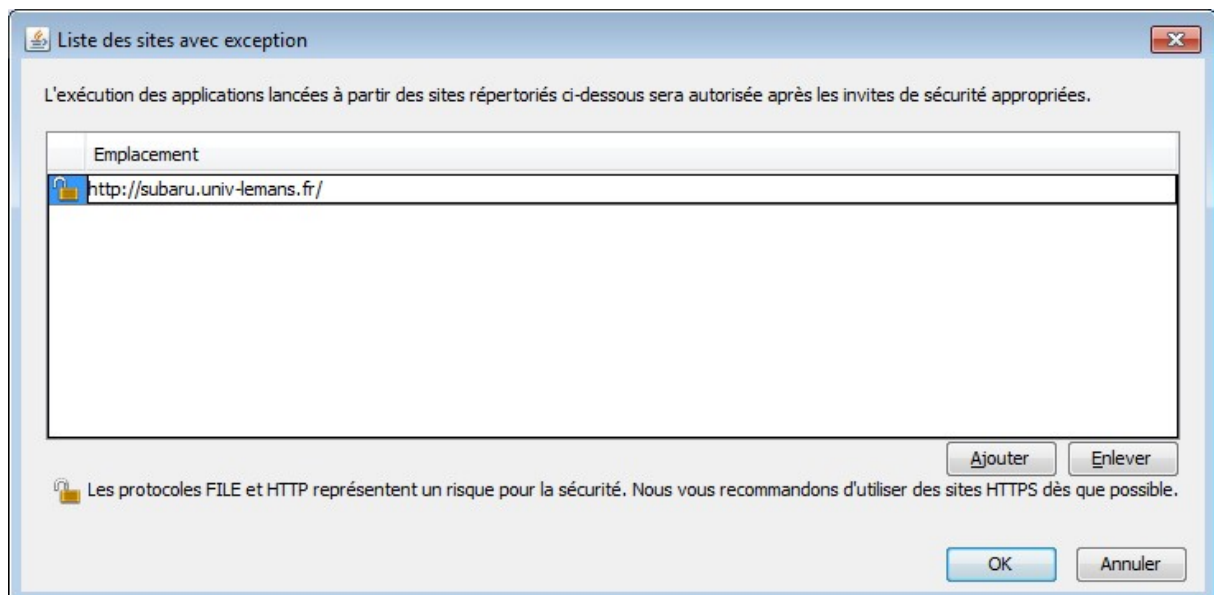 Liste des sites avec exception
L'exécution des applications lancées à partir des sites répertoriés ci-dessous sera autorisée après les invites de sécurité appropriées.
Emplacement
http://subaru.univ-lemans.fr/
Ajouter Enlever
Les protocoles FILE et HTTP représentent un risque pour la sécurité. Nous vous recommandons d'utiliser des sites HTTPS dès que possible.
OK Annuler